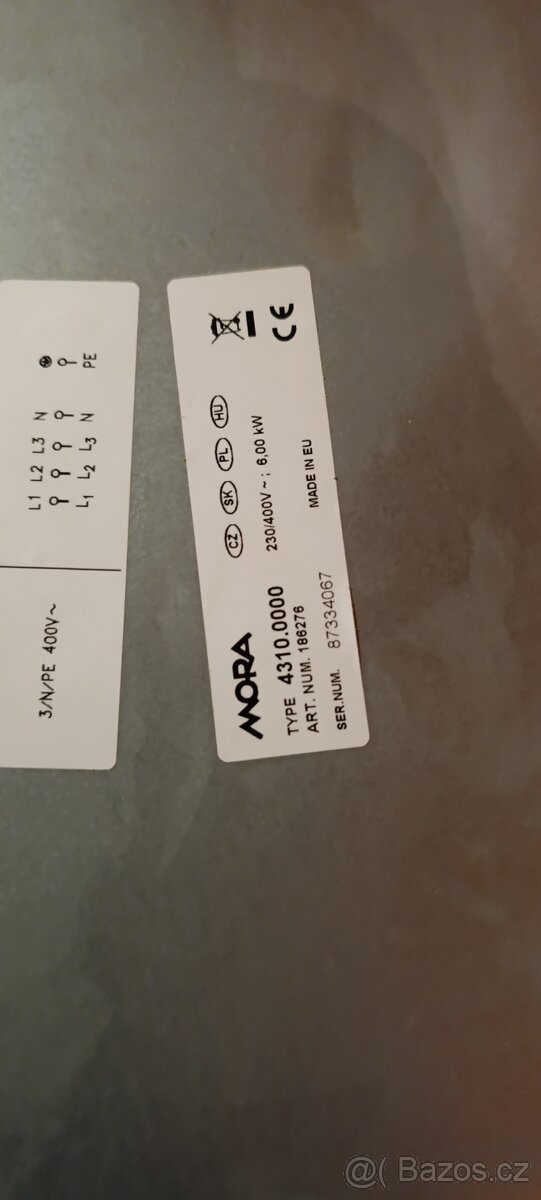 3/N/PE 400V~
L1 L2 L3 N
L1 L2 L3 N PE
MORA
CZ SK PL HU
TYPE 4310.0000
230/400V ~ ; 6,00 kW
ART. NUM. 186276
SER.NUM. 87334067
MADE IN EU
CE
@( Bazos.cz